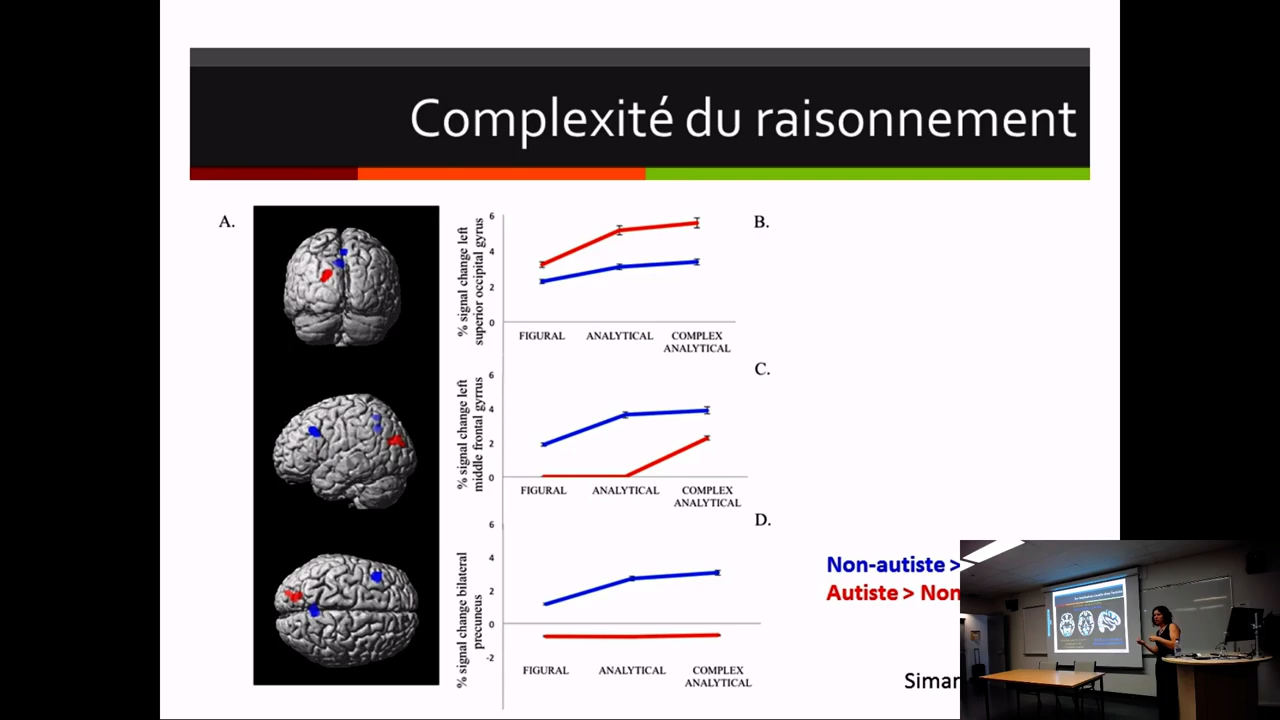 Complexité du raisonnement
A.
% signal change left
superior occipital gyrus
6
4
2
0
FIGURAL
ANALYTICAL
COMPLEX
ANALYTICAL
B.
% signal change left
middle frontal gyrrus
6
4
2
0
FIGURAL
ANALYTICAL
COMPLEX
ANALYTICAL
C.
% signal change bilateral
precuneus
6
4
2
0
-2
FIGURAL
ANALYTICAL
COMPLEX
ANALYTICAL
D.
Non-autiste >
Autiste > Non
Simar